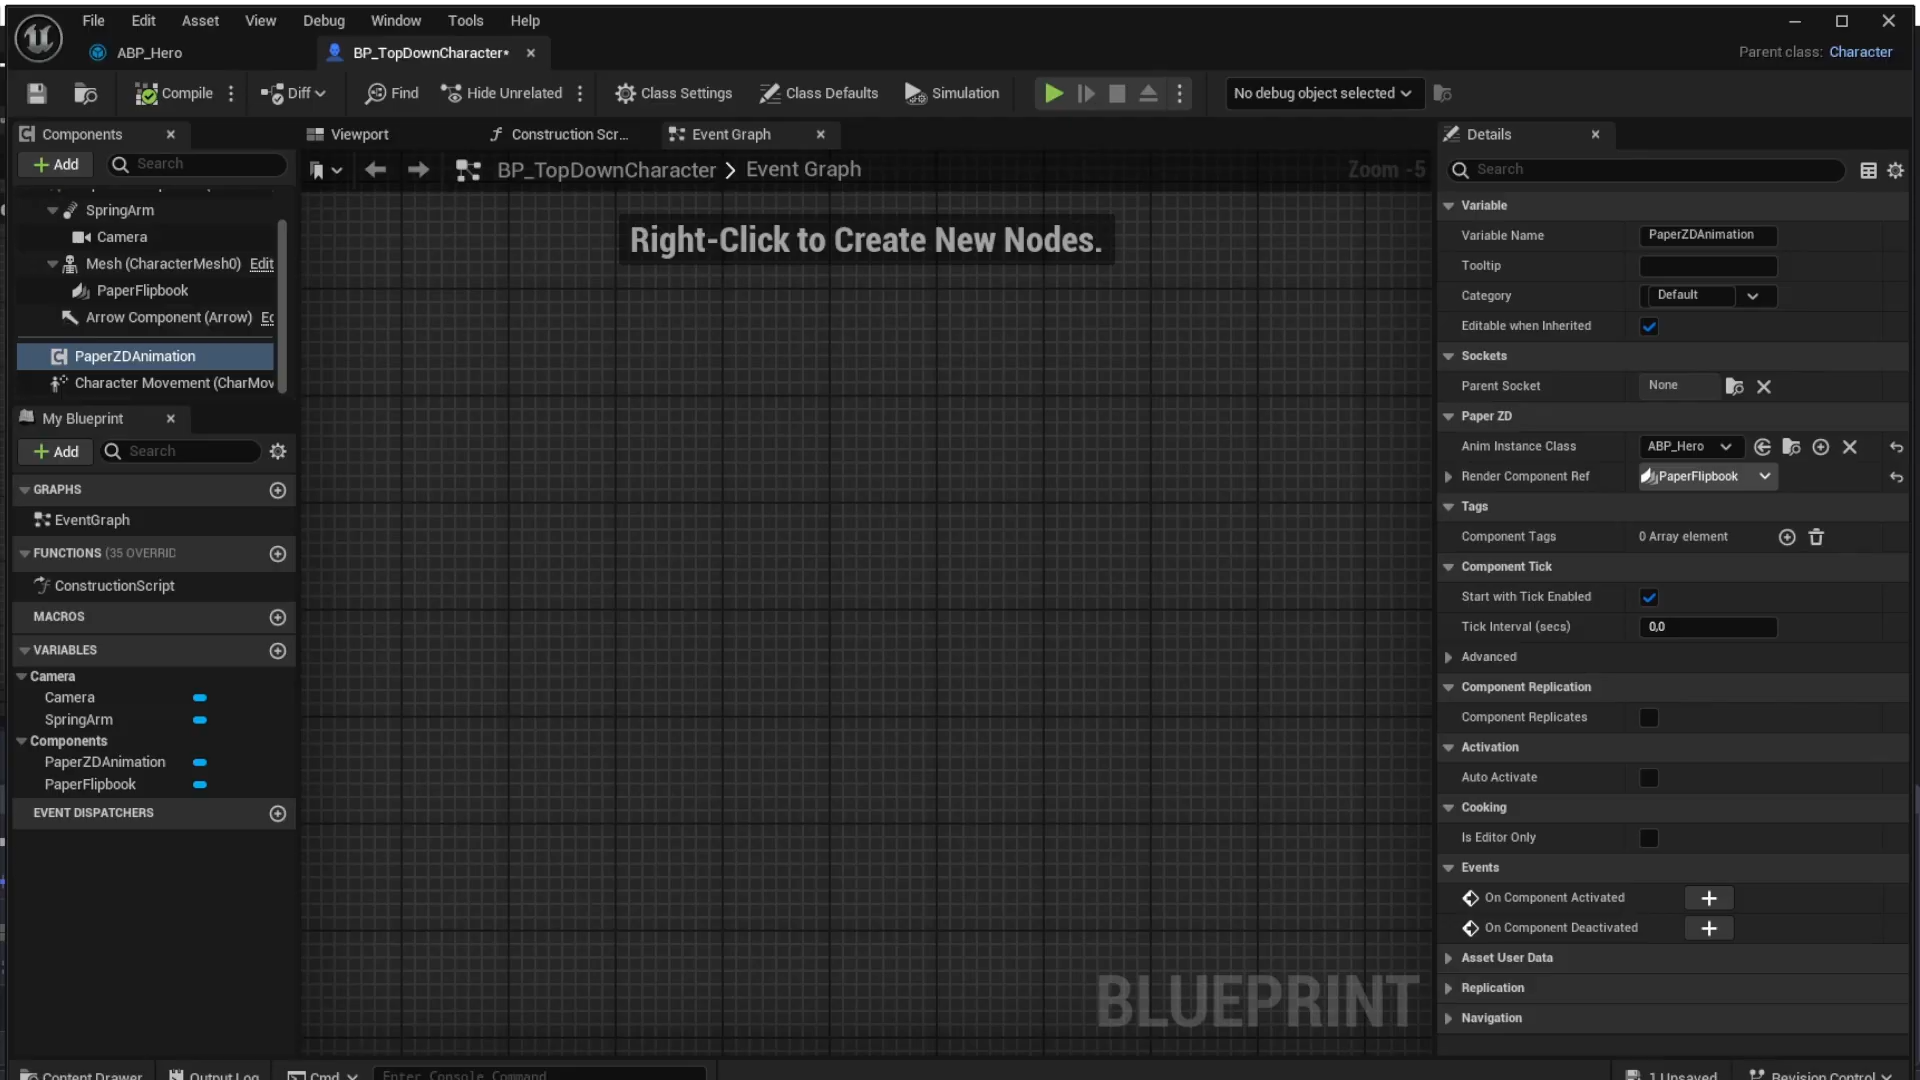 File Edit Asset View Debug Window Tools Help
ABP_Hero
BP_TopDownCharacter*
Parent class: Character
Compile
Diff
Find
Hide Unrelated
Class Settings
Class Defaults
Simulation
No debug object selected
Components
Add
Search
SpringArm
Camera
Mesh (CharacterMesh0) Edit
PaperFlipbook
Arrow Component (Arrow)
PaperZDAnimation
Character Movement (CharMov
My Blueprint
Add
Search
GRAPHS
EventGraph
FUNCTIONS (35 OVERRID
ConstructionScript
MACROS
VARIABLES
Camera
Camera
SpringArm
Components
PaperZDAnimation
PaperFlipbook
EVENT DISPATCHERS
Viewport
Construction Scr...
Event Graph
BP_TopDownCharacter > Event Graph
Zoom -5
Right-Click to Create New Nodes.
BLUEPRINT
Details
Search
Variable
Variable Name PaperZDAnimation
Tooltip
Category Default
Editable when Inherited
Sockets
Parent Socket None
Paper ZD
Anim Instance Class ABP_Hero
Render Component Ref PaperFlipbook
Tags
Component Tags 0 Array element
Component Tick
Start with Tick Enabled
Tick Interval (secs) 0,0
Advanced
Component Replication
Component Replicates
Activation
Auto Activate
Cooking
Is Editor Only
Events
On Component Activated
On Component Deactivated
Asset User Data
Replication
Navigation
Content Drawer
Output Log
Cmd
Enter Console Command
1 Unsaved
Revision Control